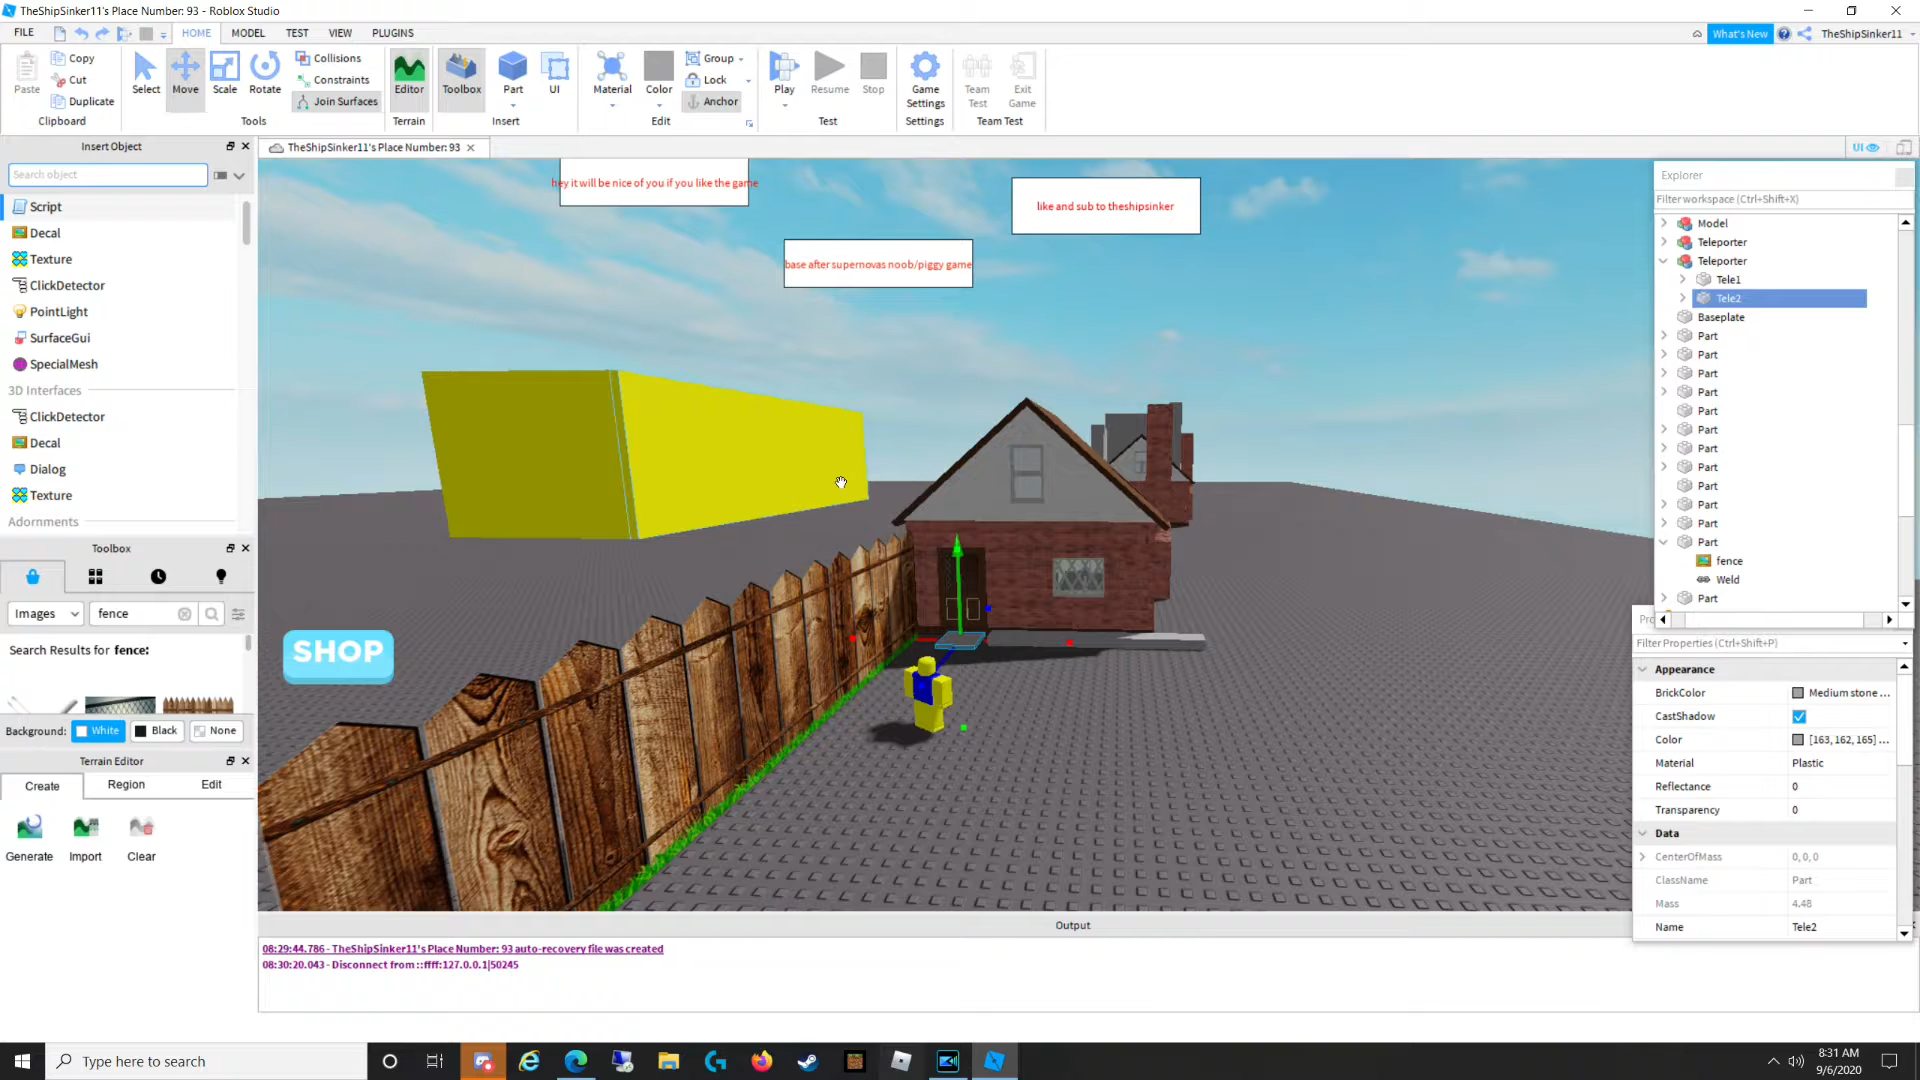 TheShipSinker11's Place Number: 93 - Roblox Studio
FILE HOME MODEL TEST VIEW PLUGINS What's New TheShipSinker11
Paste Copy Cut Duplicate Clipboard
Select Move Scale Rotate Collisions Constraints Join Surfaces Tools
Editor Terrain
Toolbox Part UI Insert
Material Color Group Lock Anchor Edit
Play Resume Stop Test
Game Settings Settings
Team Test Exit Game Team Test
Insert Object
Search object
Script
Decal
Texture
ClickDetector
PointLight
SurfaceGui
SpecialMesh
3D Interfaces
ClickDetector
Decal
Dialog
Texture
Adornments
Toolbox
Images fence
Search Results for fence:
Background: White Black None
Terrain Editor
Create Region Edit
Generate Import Clear
TheShipSinker11's Place Number: 93
UI
hey it will be nice of you if you like the game
like and sub to theshipsinker
base after supernovas noob/piggy game
SHOP
Explorer
Filter workspace (Ctrl+Shift+X)
Model
Teleporter
Teleporter
Tele1
Tele2
Baseplate
Part
Part
Part
Part
Part
Part
Part
Part
Part
Part
Part
Part
fence
Weld
Part
Filter Properties (Ctrl+Shift+P)
Appearance
BrickColor Medium stone ...
CastShadow
Color [163, 162, 165] ...
Material Plastic
Reflectance 0
Transparency 0
Data
CenterOfMass 0, 0, 0
ClassName Part
Mass 4.48
Name Tele2
Output
08:29:44.786 - TheShipSinker11's Place Number: 93 auto-recovery file was created
08:30:20.043 - Disconnect from ::ffff:127.0.0.1|50245
Type here to search
8:31 AM
9/6/2020